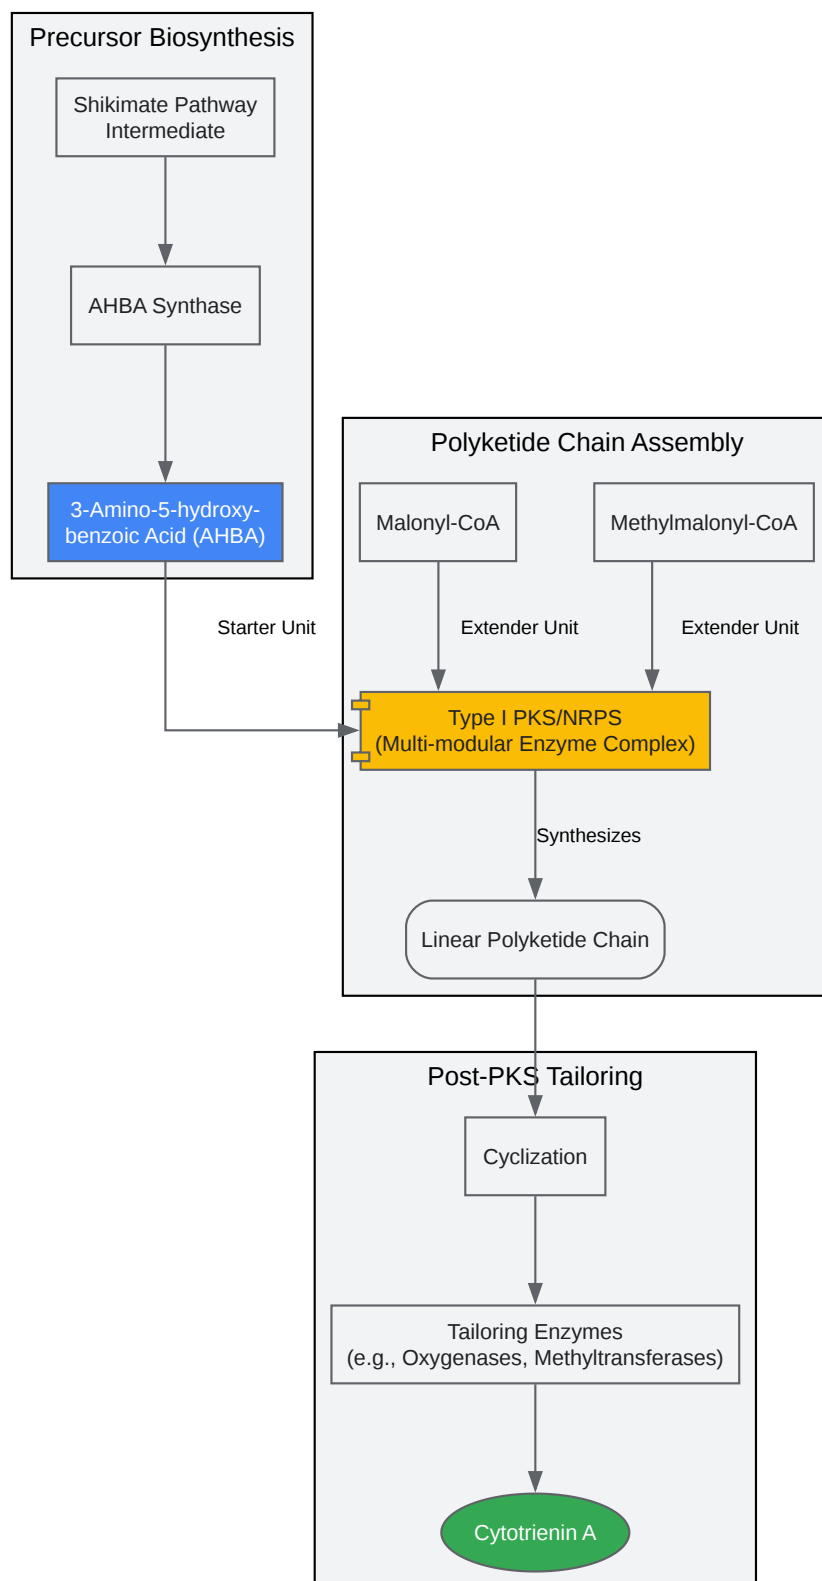 Precursor Biosynthesis
Shikimate Pathway
Intermediate
AHBA Synthase
3-Amino-5-hydroxy-
benzoic Acid (AHBA)
Starter Unit
Polyketide Chain Assembly
Malonyl-CoA
Methylmalonyl-CoA
Extender Unit
Extender Unit
Type I PKS/NRPS
(Multi-modular Enzyme Complex)
Synthesizes
Linear Polyketide Chain
Post-PKS Tailoring
Cyclization
Tailoring Enzymes
(e.g., Oxygenases, Methyltransferases)
Cytotrienin A